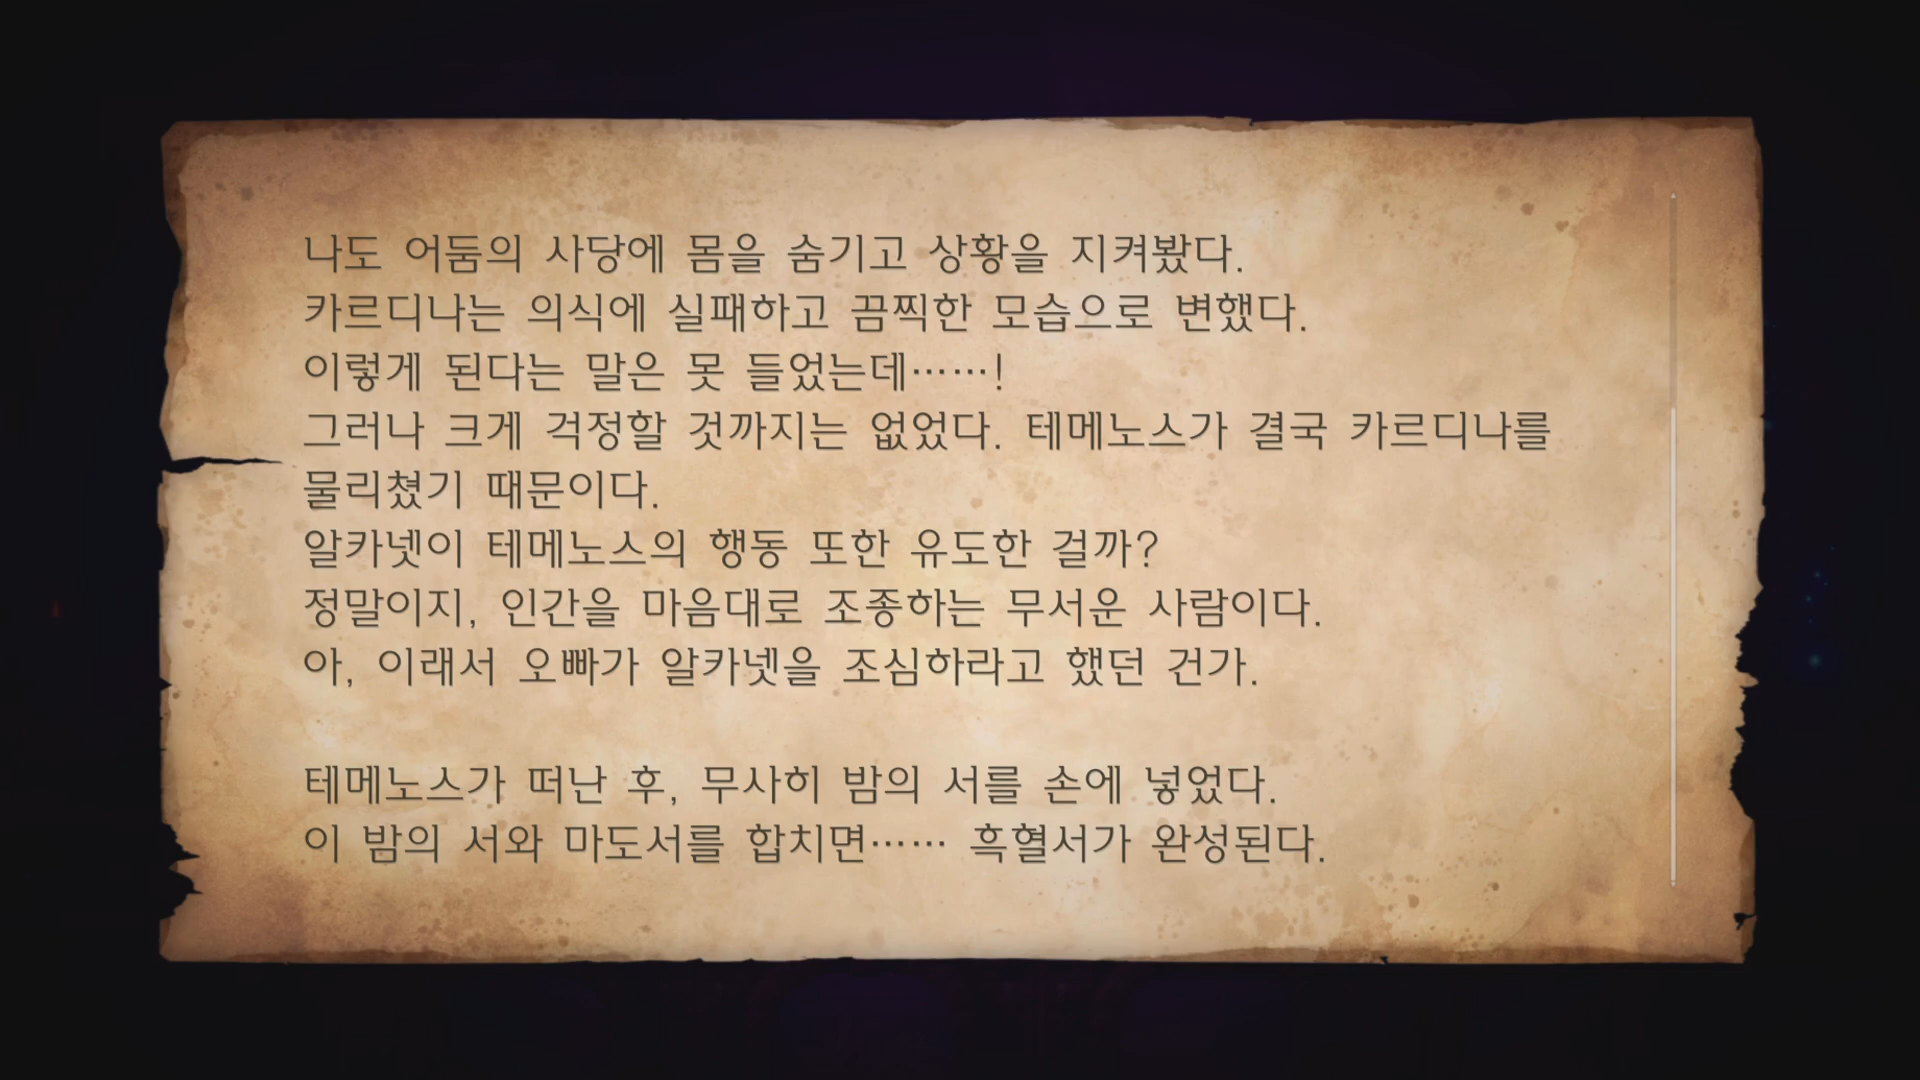 나도 어둠의 사당에 몸을 숨기고 상황을 지켜봤다.
카르디나는 의식에 실패하고 끔찍한 모습으로 변했다.
이렇게 된다는 말은 못 들었는데……!
그러나 크게 걱정할 것까지는 없었다. 테메노스가 결국 카르디나를
물리쳤기 때문이다.
알카넷이 테메노스의 행동 또한 유도한 걸까?
정말이지, 인간을 마음대로 조종하는 무서운 사람이다.
아, 이래서 오빠가 알카넷을 조심하라고 했던 건가.
테메노스가 떠난 후, 무사히 밤의 서를 손에 넣었다.
이 밤의 서와 마도서를 합치면…… 흑혈서가 완성된다.